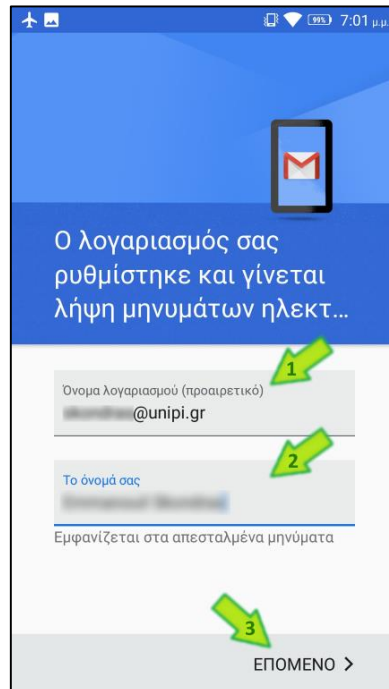 99% 7:01 μ.μ.
Ο λογαριασμός σας
ρυθμίστηκε και γίνεται
λήψη μηνυμάτων ηλεκτ...
1
Όνομα λογαριασμού (προαιρετικό)
@unipi.gr
2
Το όνομά σας
Εμφανίζεται στα απεσταλμένα μηνύματα
3
ΕΠΟΜΕΝΟ